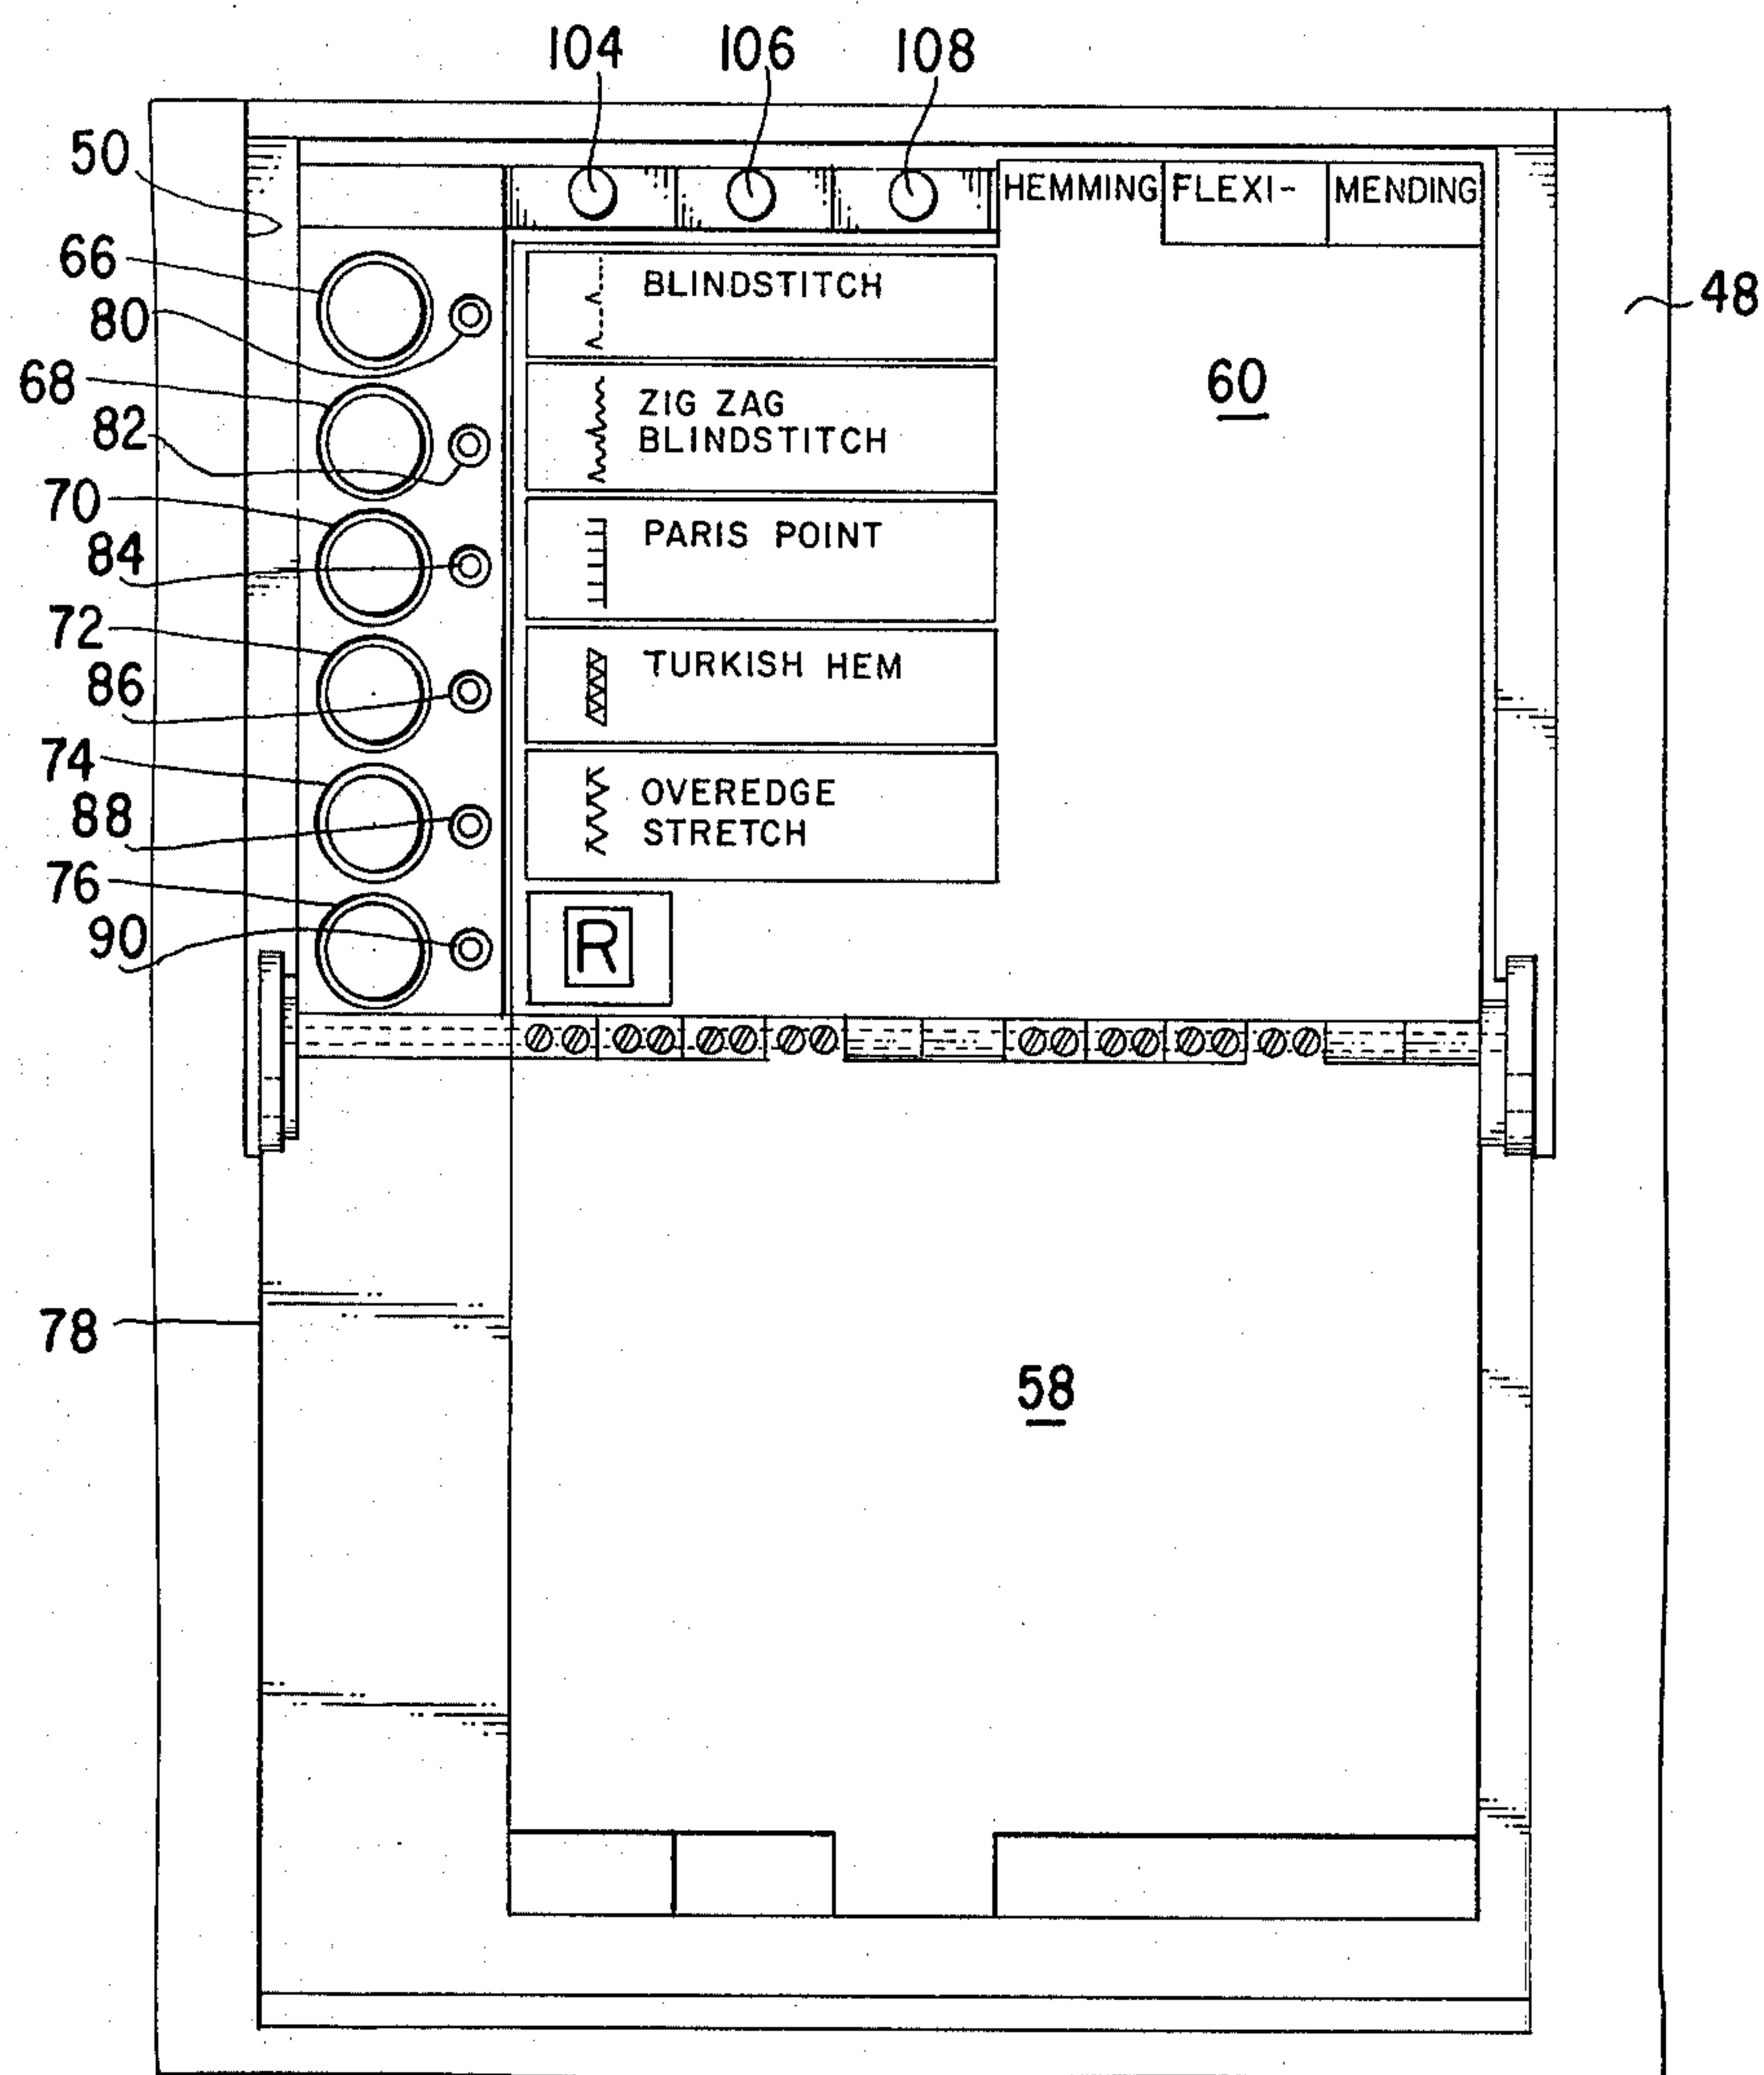 104 106 108
50
HEMMING FLEXI- MENDING
66
BLINDSTITCH
80
48
68
ZIG ZAG
BLINDSTITCH
60
82
70
PARIS POINT
84
72
TURKISH HEM
86
74
OVEREDGE
STRETCH
88
76
90
R
78
58